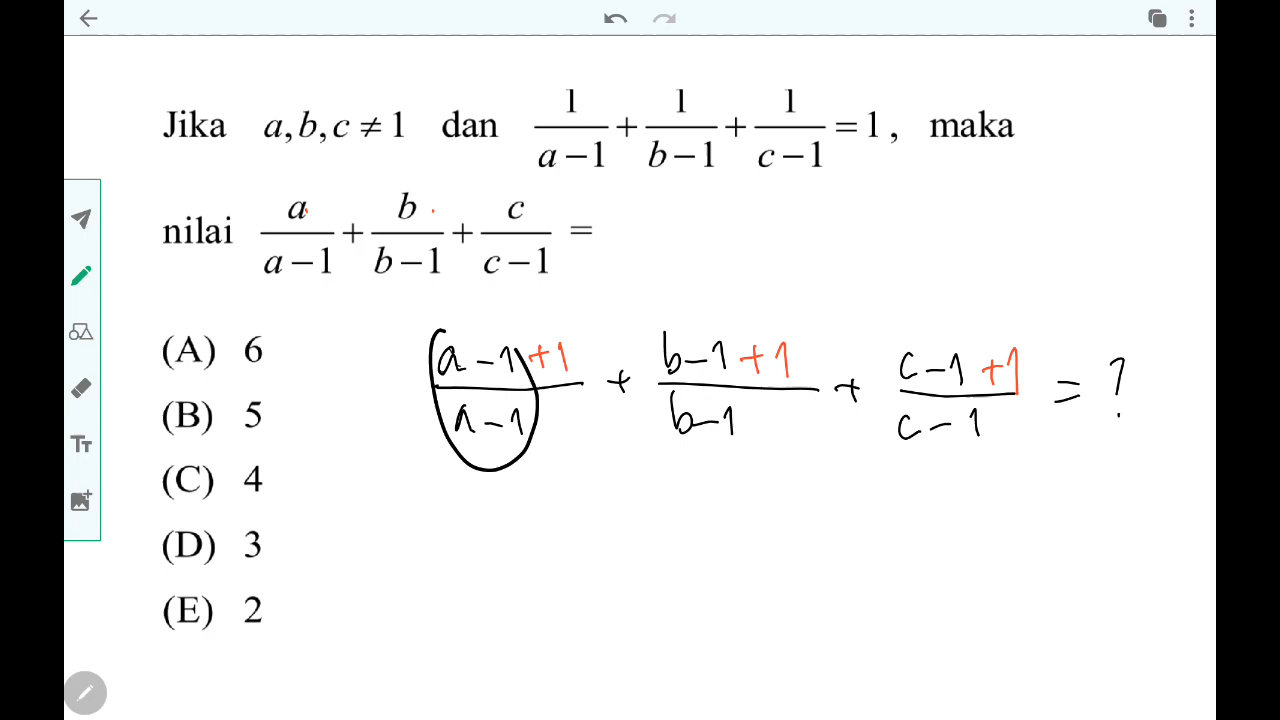 Jika a, b, c ≠ 1 dan 1/(a−1) + 1/(b−1) + 1/(c−1) = 1, maka
nilai a/(a−1) + b/(b−1) + c/(c−1) =
(A) 6
(B) 5
(C) 4
(D) 3
(E) 2
(a−1)+1/(a−1) + b−1+1/(b−1) + c−1+1/(c−1) = ?
Tт